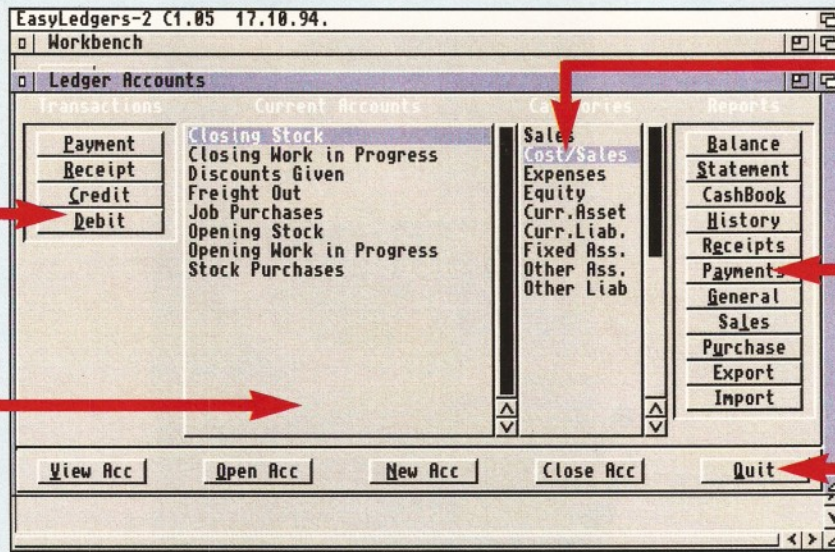 EasyLedgers-2 C1.05 17.10.94.
Workbench
Ledger Accounts
Transactions
Payment
Receipt
Credit
Debit
Current Accounts
Closing Stock
Closing Work in Progress
Discounts Given
Freight Out
Job Purchases
Opening Stock
Opening Work in Progress
Stock Purchases
Categories
Sales
Cost/Sales
Expenses
Equity
Curr.Asset
Curr.Liab.
Fixed Ass.
Other Ass.
Other Liab
Reports
Balance
Statement
CashBook
History
Receipts
Payments
General
Sales
Purchase
Export
Import
View Acc
Open Acc
New Acc
Close Acc
Quit